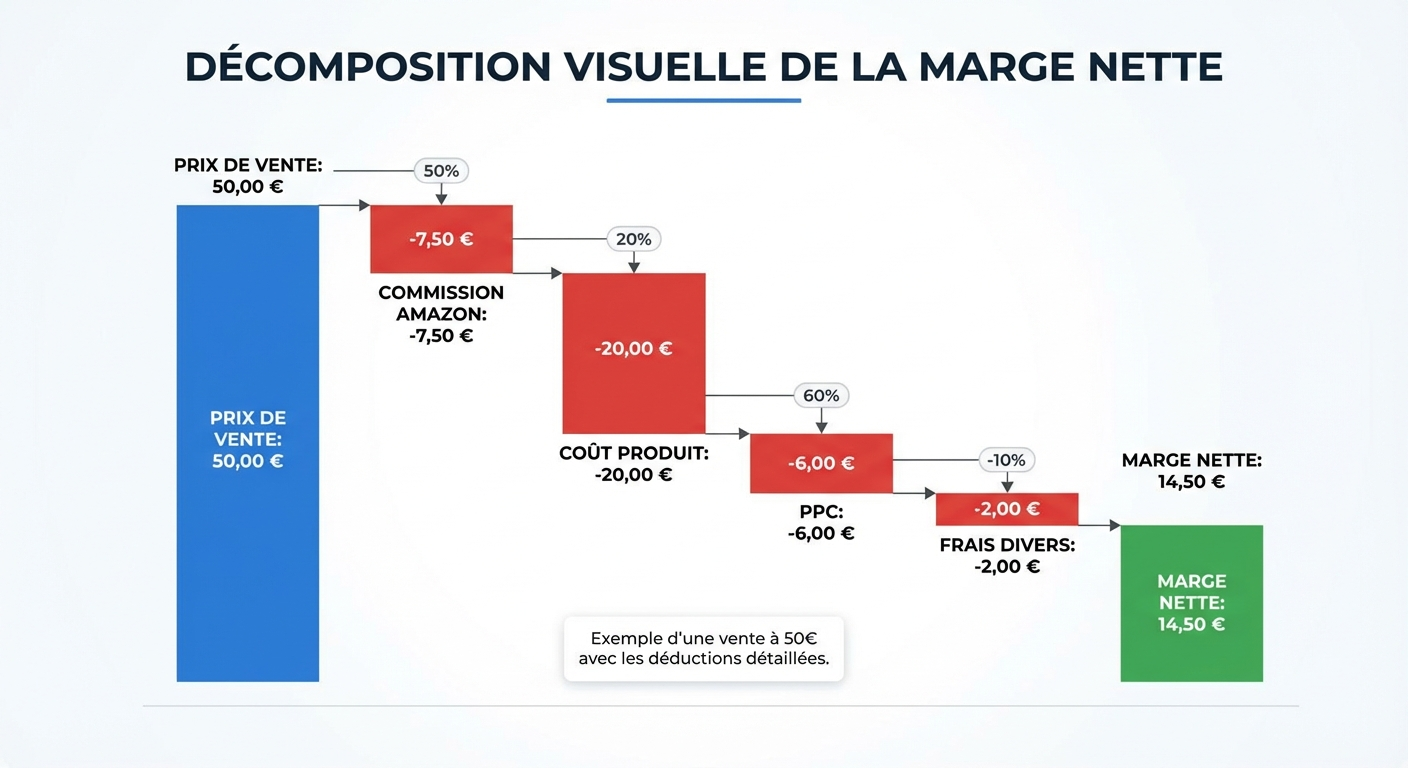 DÉCOMPOSITION VISUELLE DE LA MARGE NETTE
PRIX DE VENTE:
50,00 €
50%
PRIX DE
VENTE:
50,00 €
-7,50 €
COMMISSION
AMAZON:
-7,50 €
20%
-20,00 €
COÛT PRODUIT:
-20,00 €
60%
-6,00 €
PPC:
-6,00 €
-10%
-2,00 €
FRAIS DIVERS:
-2,00 €
MARGE NETTE:
14,50 €
MARGE
NETTE:
14,50 €
Exemple d'une vente à 50€
avec les déductions détaillées.